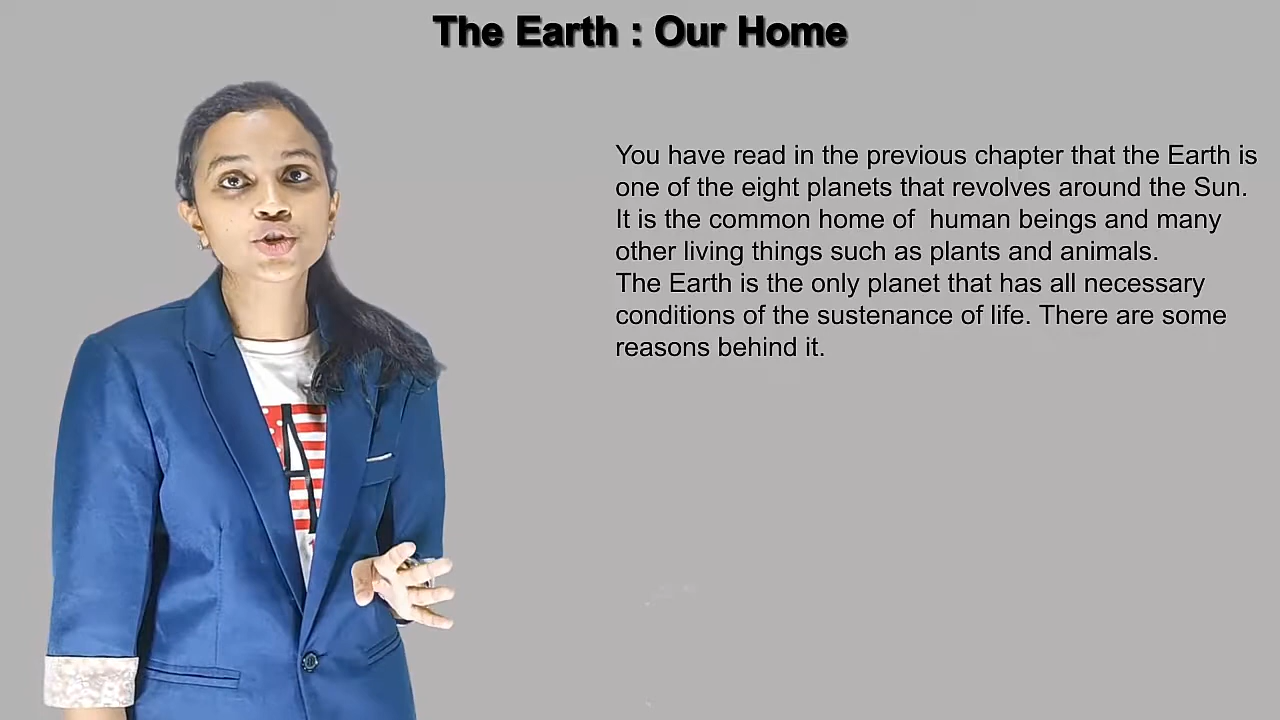 The Earth : Our Home
You have read in the previous chapter that the Earth is
one of the eight planets that revolves around the Sun.
It is the common home of  human beings and many
other living things such as plants and animals.
The Earth is the only planet that has all necessary
conditions of the sustenance of life. There are some
reasons behind it.